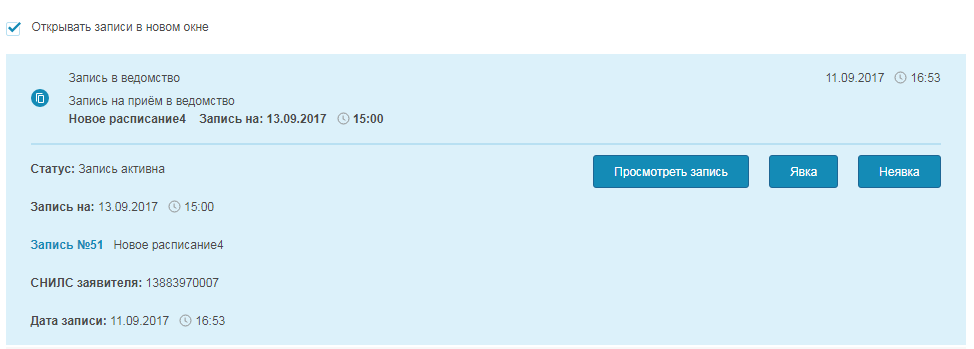 Открывать записи в новом окне
Запись в ведомство 11.09.2017 16:53
Запись на приём в ведомство
Новое расписание4 Запись на: 13.09.2017 15:00
Статус: Запись активна Просмотреть запись Явка Неявка
Запись на: 13.09.2017 15:00
Запись №51 Новое расписание4
СНИЛС заявителя: 13883970007
Дата записи: 11.09.2017 16:53